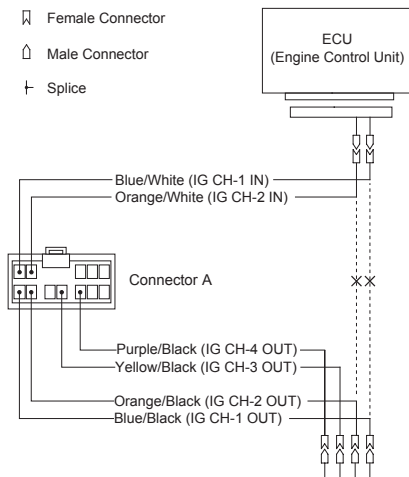 Female Connector
Male Connector
Splice
ECU
(Engine Control Unit)
Blue/White (IG CH-1 IN)
Orange/White (IG CH-2 IN)
Connector A
Purple/Black (IG CH-4 OUT)
Yellow/Black (IG CH-3 OUT)
Orange/Black (IG CH-2 OUT)
Blue/Black (IG CH-1 OUT)